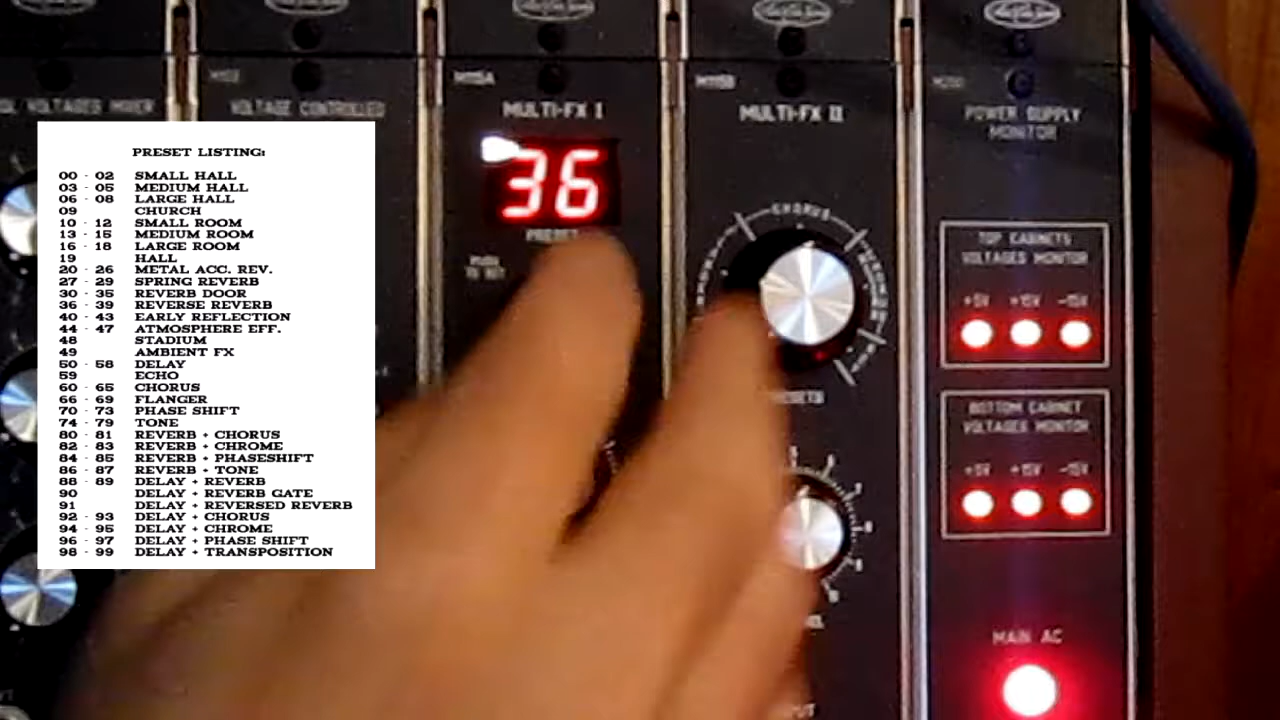 M115A
M115B
OL VOLTAGES MIXER
VOLTAGE CONTROLLED
MULTI-FX I
MULTI-FX II
POWER SUPPLY
MONITOR
36
PRESET
PUSH
TO SET
CHORUS
PRESET LISTING:
00 - 02 SMALL HALL
03 - 05 MEDIUM HALL
06 - 08 LARGE HALL
09 CHURCH
10 - 12 SMALL ROOM
13 - 15 MEDIUM ROOM
16 - 18 LARGE ROOM
19 HALL
20 - 26 METAL ACC. REV.
27 - 29 SPRING REVERB
30 - 35 REVERB DOOR
36 - 39 REVERSE REVERB
40 - 43 EARLY REFLECTION
44 - 47 ATMOSPHERE EFF.
48 STADIUM
49 AMBIENT FX
50 - 58 DELAY
59 ECHO
60 - 65 CHORUS
66 - 69 FLANGER
70 - 73 PHASE SHIFT
74 - 79 TONE
80 - 81 REVERB + CHORUS
82 - 83 REVERB + CHROME
84 - 85 REVERB + PHASESHIFT
86 - 87 REVERB + TONE
88 - 89 DELAY + REVERB
90 DELAY + REVERB GATE
91 DELAY + REVERSED REVERB
92 - 93 DELAY + CHORUS
94 - 95 DELAY + CHROME
96 - 97 DELAY + PHASE SHIFT
98 - 99 DELAY + TRANSPOSITION
TOP CABINETS
VOLTAGES MONITOR
+5V +15V -15V
BOTTOM CABINET
VOLTAGES MONITOR
+5V +15V -15V
MAIN AC